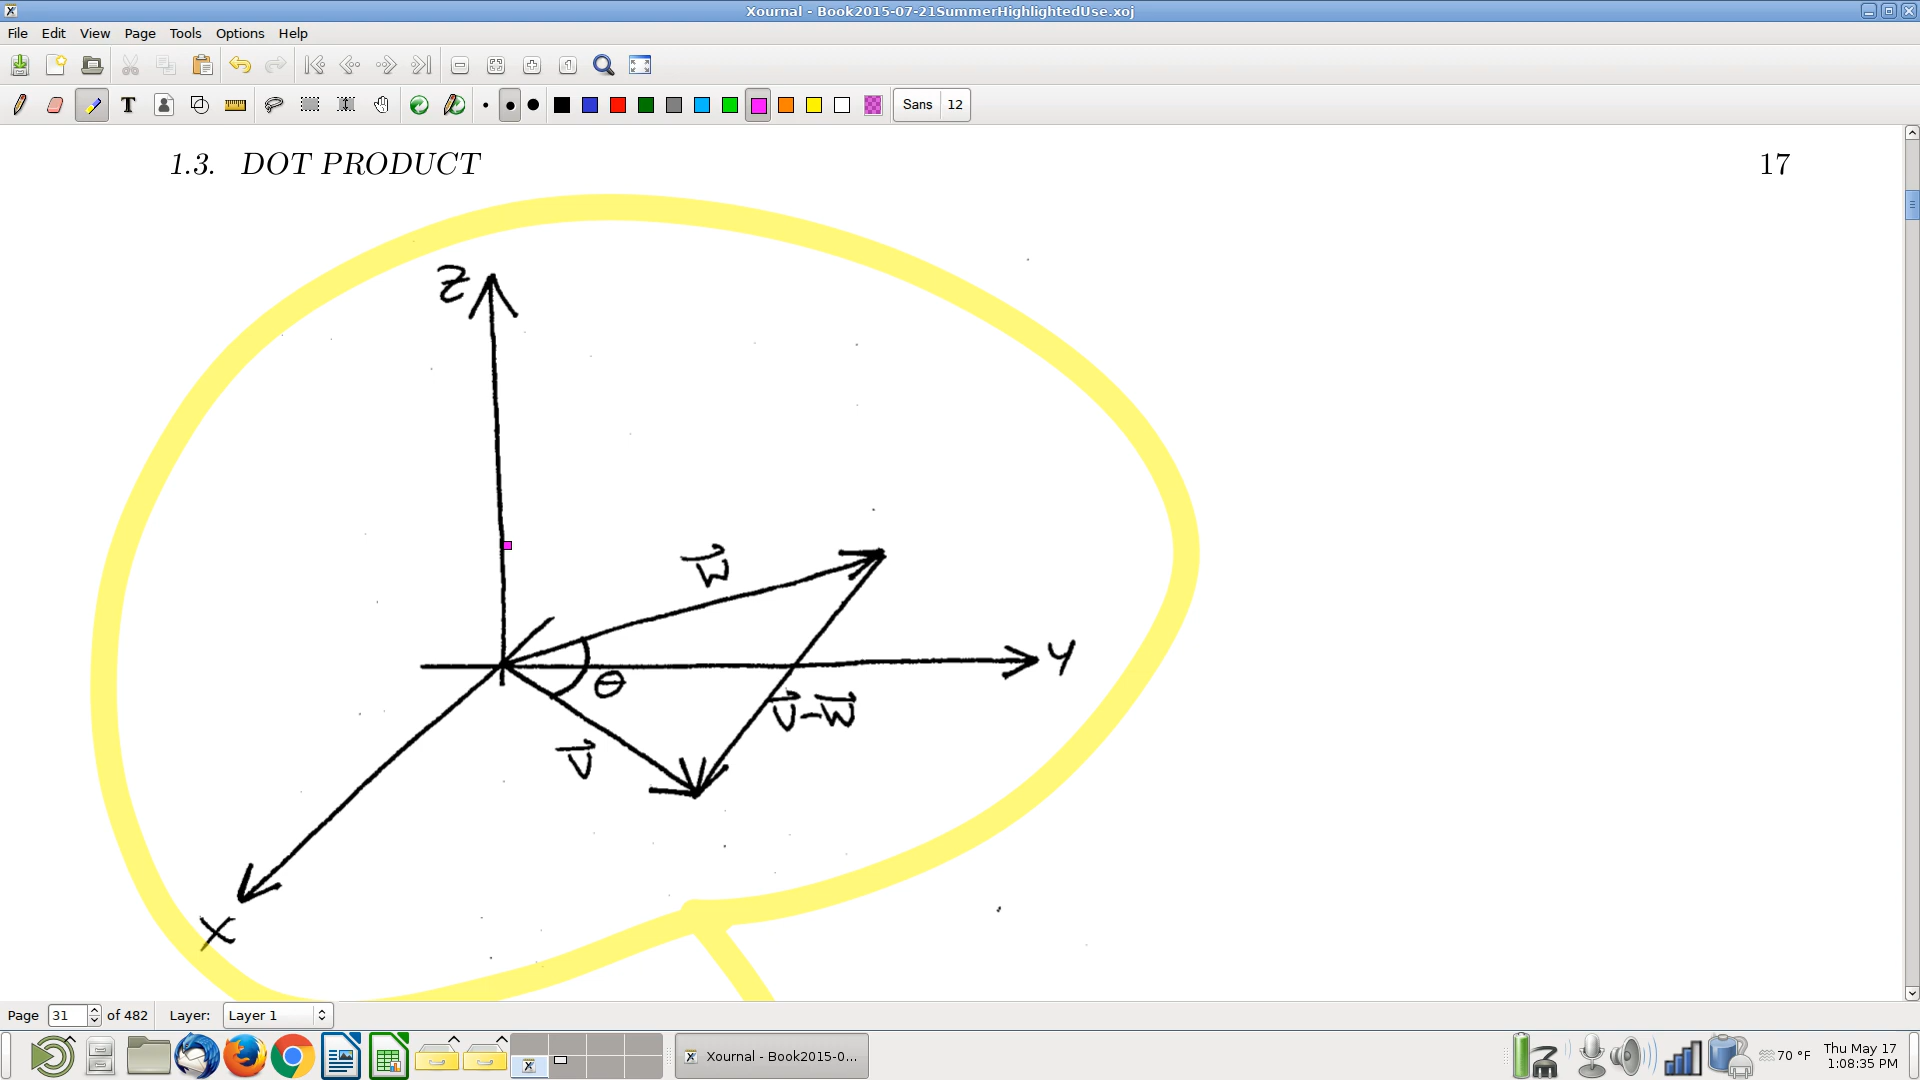 Xournal - Book2015-07-21SummerHighlightedUse.xoj
File Edit View Page Tools Options Help
T Sans 12
1.3. DOT PRODUCT 17
Z
w
y
θ
v-w
v
x
Page 31 of 482 Layer: Layer 1
Xournal - Book2015-0... 70 °F Thu May 17
1:08:35 PM